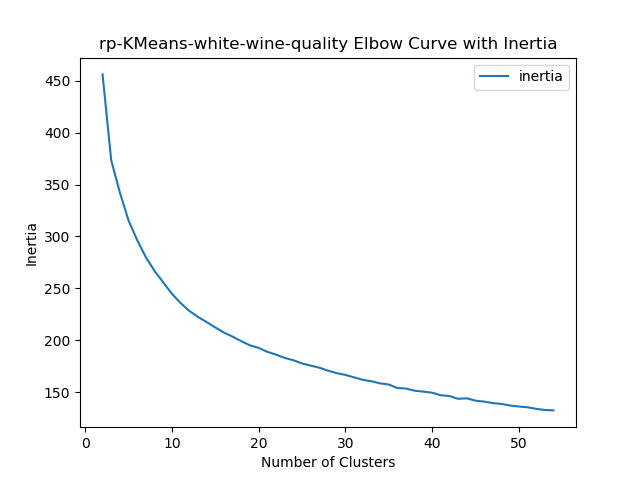 rp-KMeans-white-wine-quality Elbow Curve with Inertia
inertia
450
400
350
300
250
200
150
Inertia
0 10 20 30 40 50
Number of Clusters